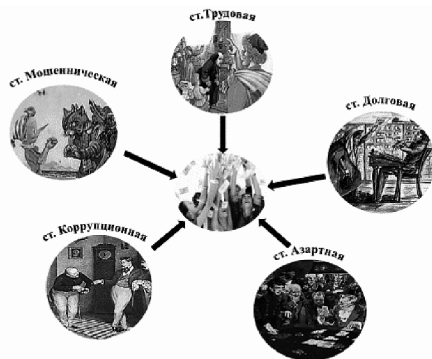 ст.Трудовая
ст. Мошенническая
ст. Долговая
ст. Коррупционная
ст. Азартная